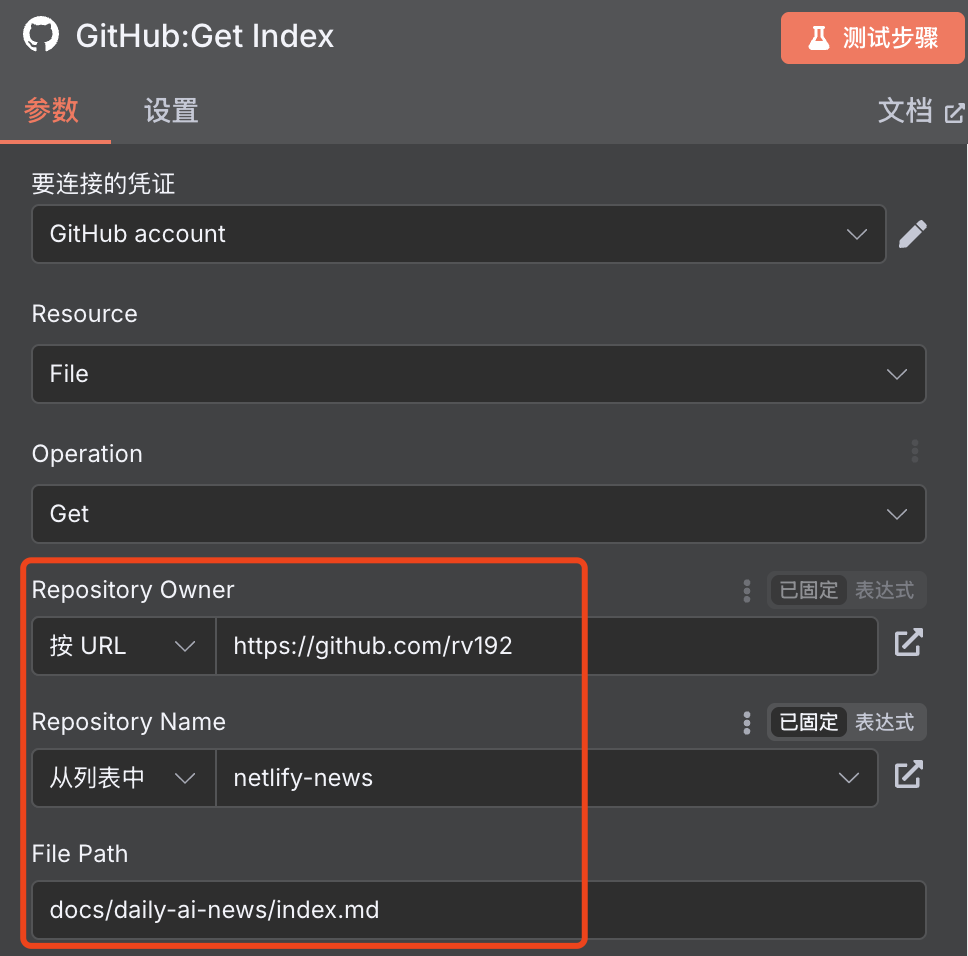 GitHub:Get Index
测试步骤
参数
设置
文档
要连接的凭证
GitHub account
Resource
File
Operation
Get
Repository Owner
已固定 表达式
按 URL
https://github.com/rv192
Repository Name
已固定 表达式
从列表中
netlify-news
File Path
docs/daily-ai-news/index.md